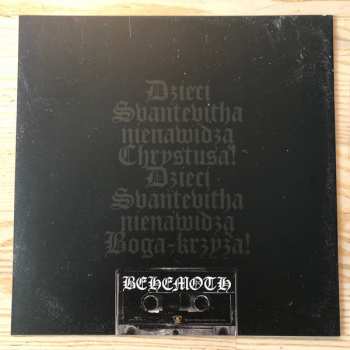 Dzieci
Svantevitha
nienawidzą
Chrystusa!
Dzieci
Svantevitha
nienawidzą
Boga-krzyża!
BEHEMOTH